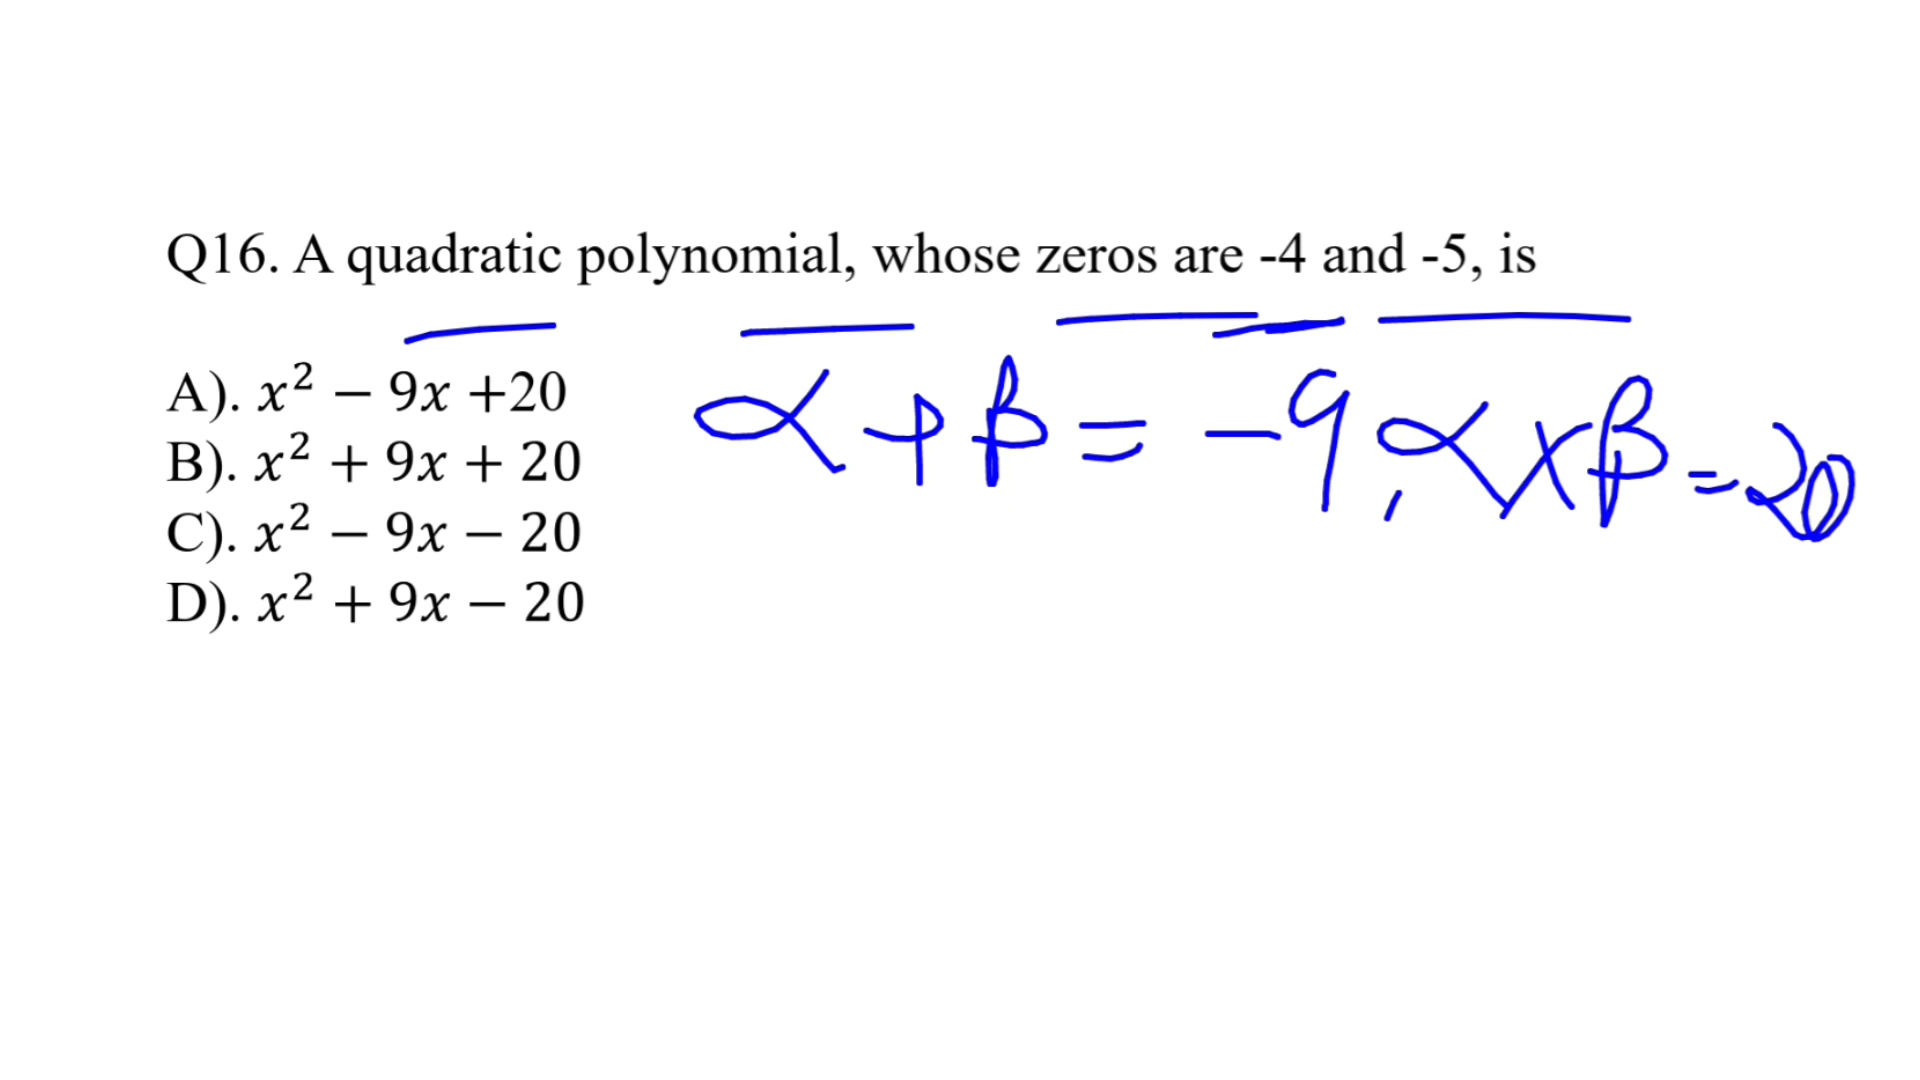 Q16. A quadratic polynomial, whose zeros are -4 and -5, is
A). x² − 9x +20
B). x² + 9x + 20
C). x² − 9x − 20
D). x² + 9x − 20
α + β = −9, α x β = 20